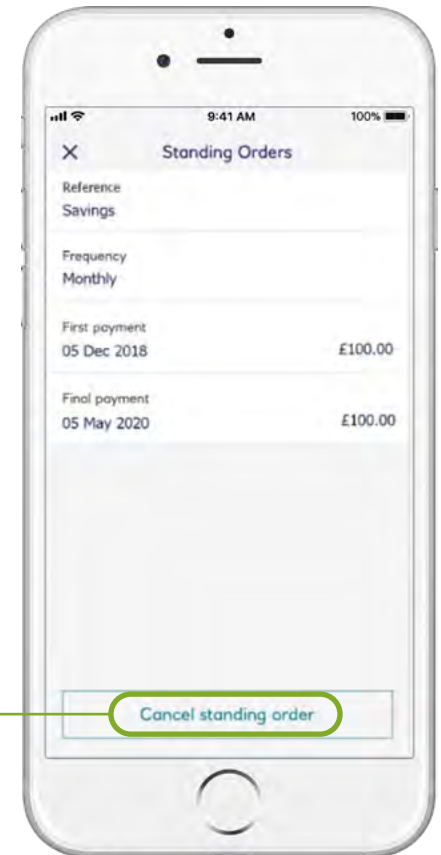 9:41 AM 100%
Standing Orders
Reference
Savings
Frequency
Monthly
First payment
05 Dec 2018 £100.00
Final payment
05 May 2020 £100.00
Cancel standing order